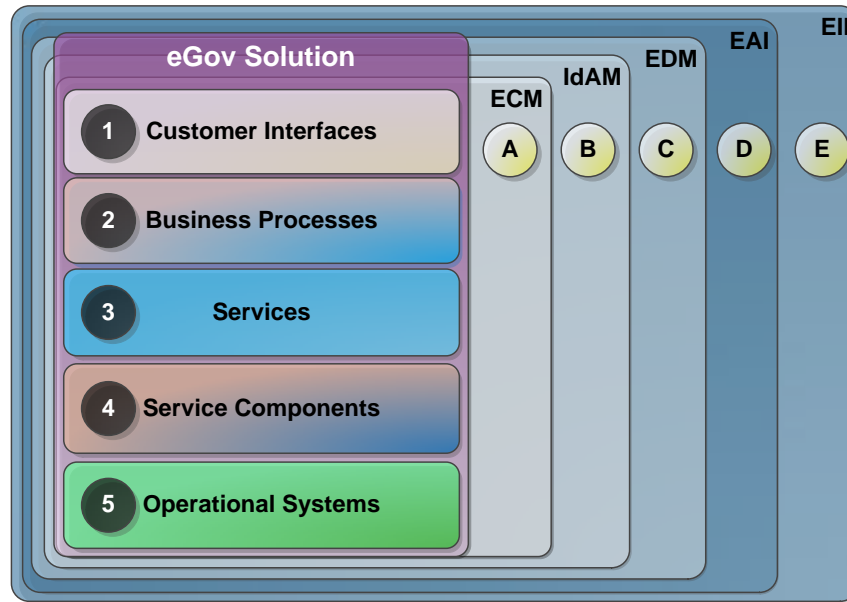 eGov Solution
ECM
IdAM
EDM
EAI
1 Customer Interfaces
A
B
C
D
E
2 Business Processes
3 Services
4 Service Components
5 Operational Systems